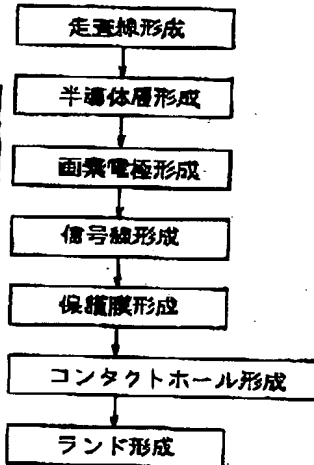 走査線形成
半導体層形成
画素電極形成
信号線形成
保護膜形成
コンタクトホール形成
ランド形成